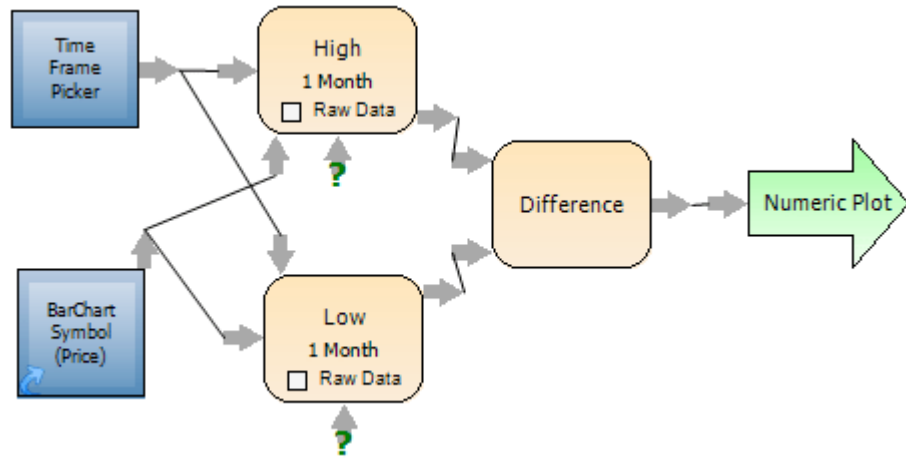 Time
Frame
Picker
High
1 Month
Raw Data
?
Difference
Numeric Plot
BarChart
Symbol
(Price)
Low
1 Month
Raw Data
?